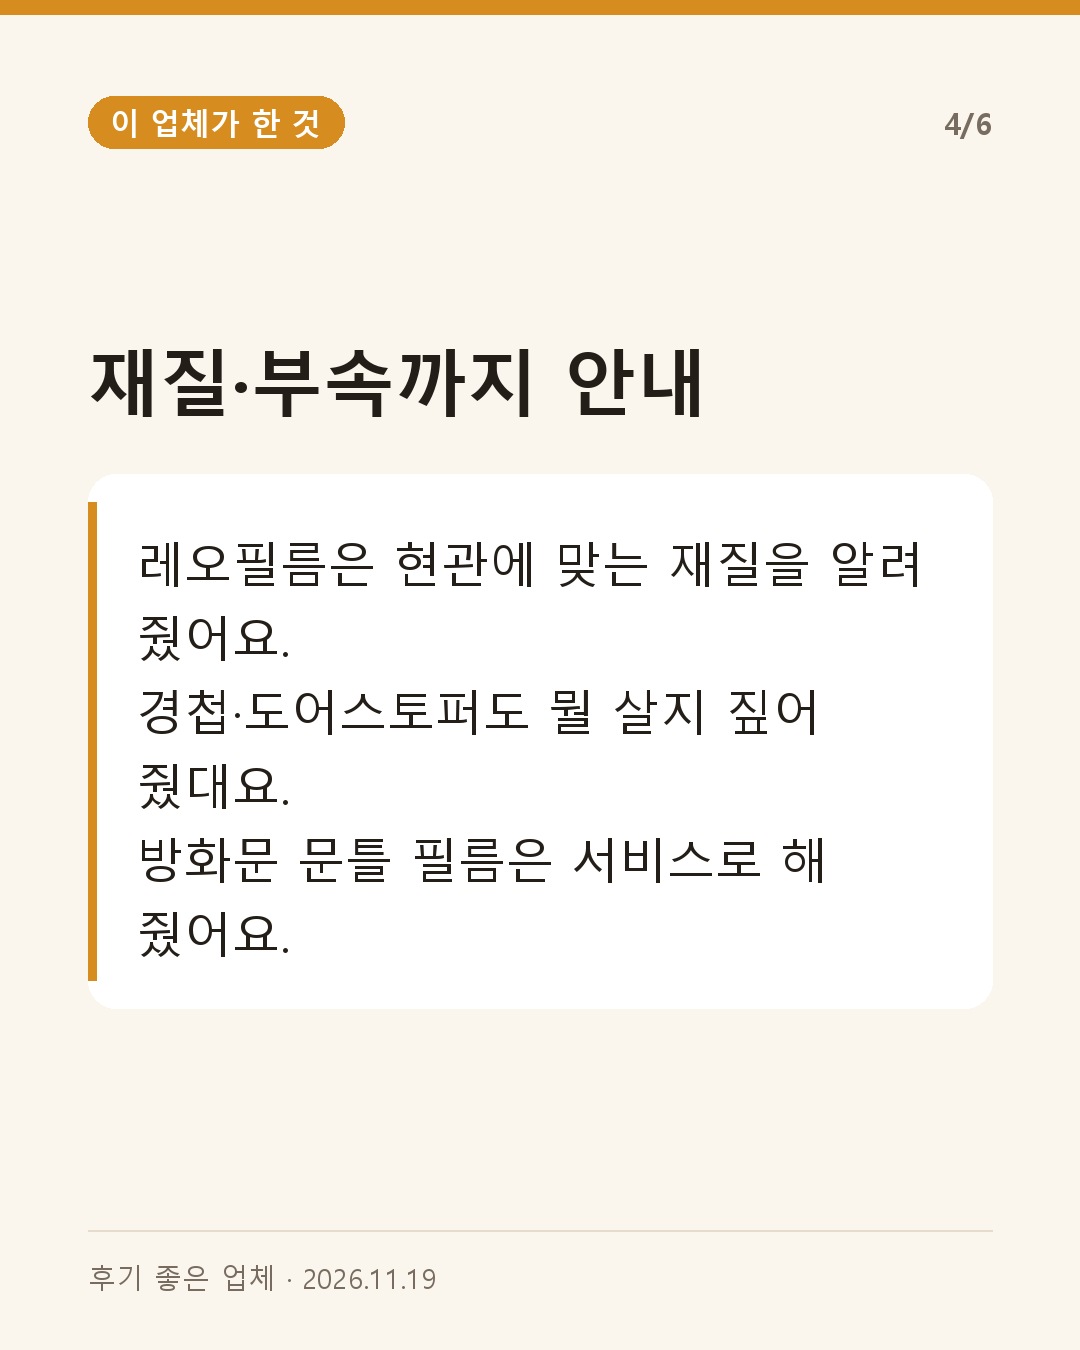 이 업체가 한 것
4/6
재질·부속까지 안내
레오필름은 현관에 맞는 재질을 알려
줬어요.
경첩·도어스토퍼도 뭘 살지 짚어
줬대요.
방화문 문틀 필름은 서비스로 해
줬어요.
후기 좋은 업체 · 2026.11.19